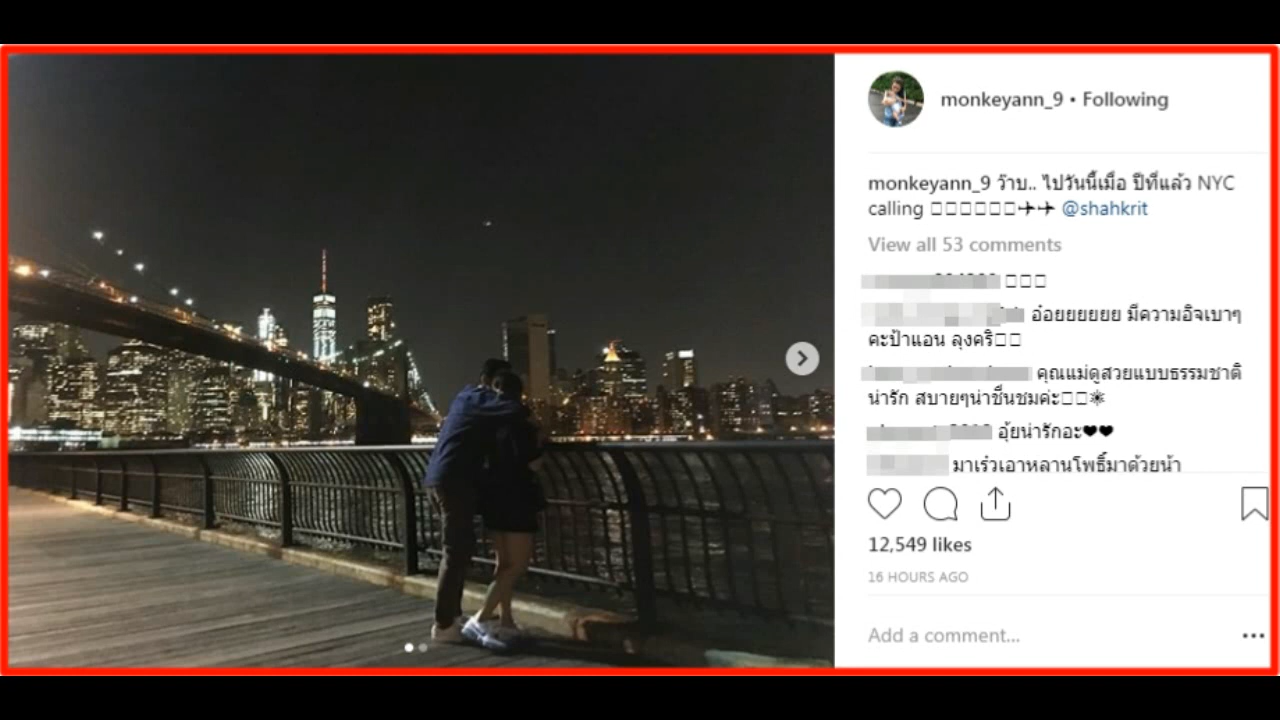 monkeyann_9 • Following
monkeyann_9 ว๊าบ.. ไปวันนี้เมื่อ ปีที่แล้ว NYC
calling ✈✈ @shahkrit
View all 53 comments
อ๋อยยยยยย มีความอิจเบาๆ
คะป้าแอน ลุงคริ
คุณแม่ดูสวยแบบธรรมชาติ
น่ารัก สบายๆน่าชื่นชมค่ะ☀
อุ้ยน่ารักอะ❤❤
มาเร่วเอาหลานโพธิ์มาด้วยน้า
12,549 likes
16 HOURS AGO
Add a comment...